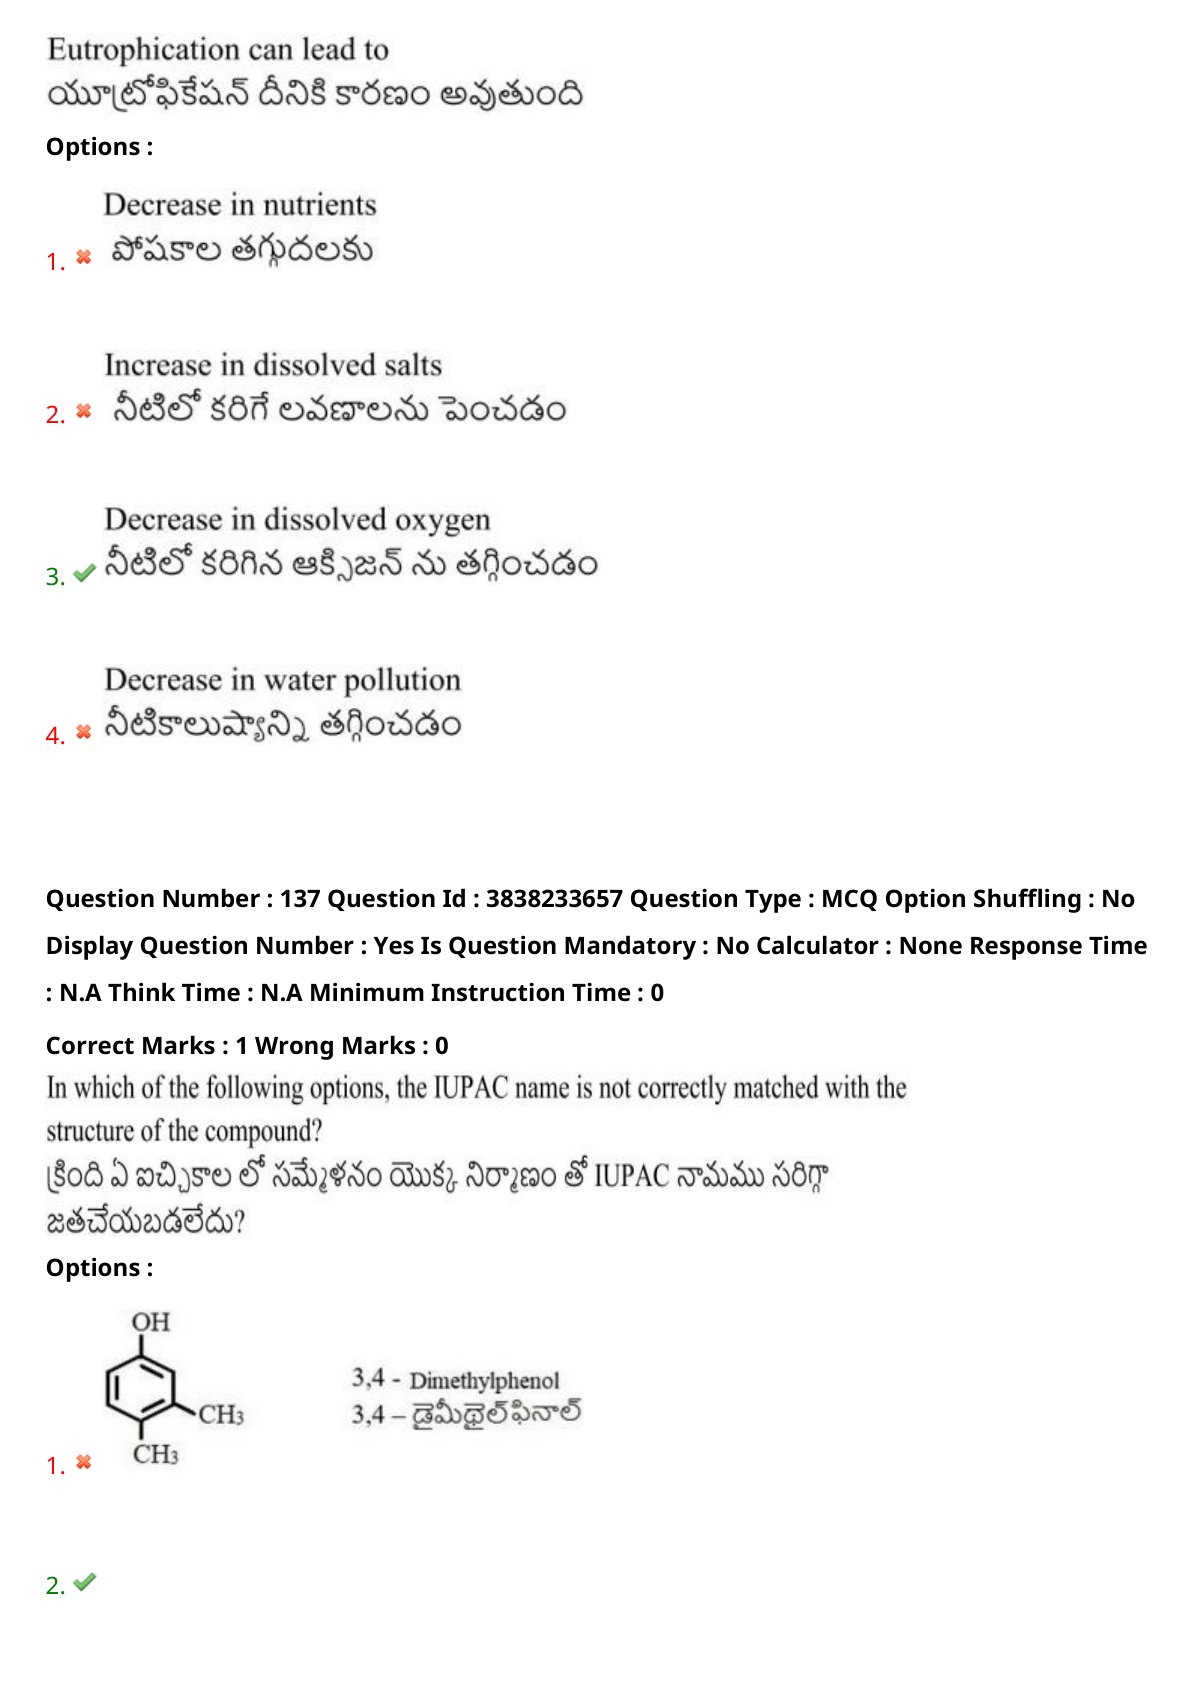 Eutrophication can lead to
యూట్రోఫికేషన్ దీనికి కారణం అవుతుంది
Options :
Decrease in nutrients
1. పోషకాల తగ్గుదలకు
Increase in dissolved salts
2. నీటిలో కరిగే లవణాలను పెంచడం
Decrease in dissolved oxygen
3. నీటిలో కరిగిన ఆక్సిజన్ ను తగ్గించడం
Decrease in water pollution
4. నీటికాలుష్యాన్ని తగ్గించడం
Question Number : 137 Question Id : 3838233657 Question Type : MCQ Option Shuffling : No
Display Question Number : Yes Is Question Mandatory : No Calculator : None Response Time
: N.A Think Time : N.A Minimum Instruction Time : 0
Correct Marks : 1 Wrong Marks : 0
In which of the following options, the IUPAC name is not correctly matched with the
structure of the compound?
క్రింది ఏ ఐచ్చికాల లో సమ్మేళనం యొక్క నిర్మాణం తో IUPAC నామము సరిగ్గా
జతచేయబడలేదు?
Options :
OH
3,4 - Dimethylphenol
CH3 3,4 – డైమీథైల్‌ఫినాల్
CH3
1.
2.